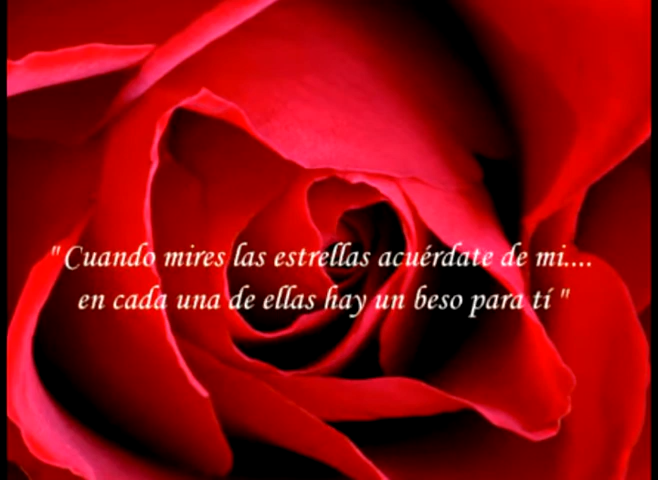 "Cuando mires las estrellas acuérdate de mi....
en cada una de ellas hay un beso para tí"